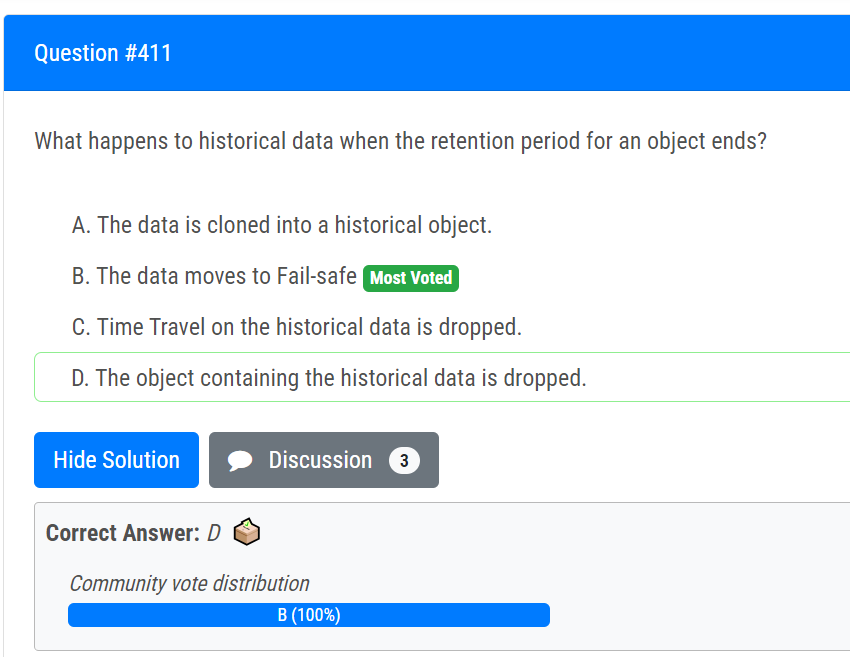 Question #411
What happens to historical data when the retention period for an object ends?
A. The data is cloned into a historical object.
B. The data moves to Fail-safe Most Voted
C. Time Travel on the historical data is dropped.
D. The object containing the historical data is dropped.
Hide Solution Discussion 3
Correct Answer: D
Community vote distribution
B (100%)